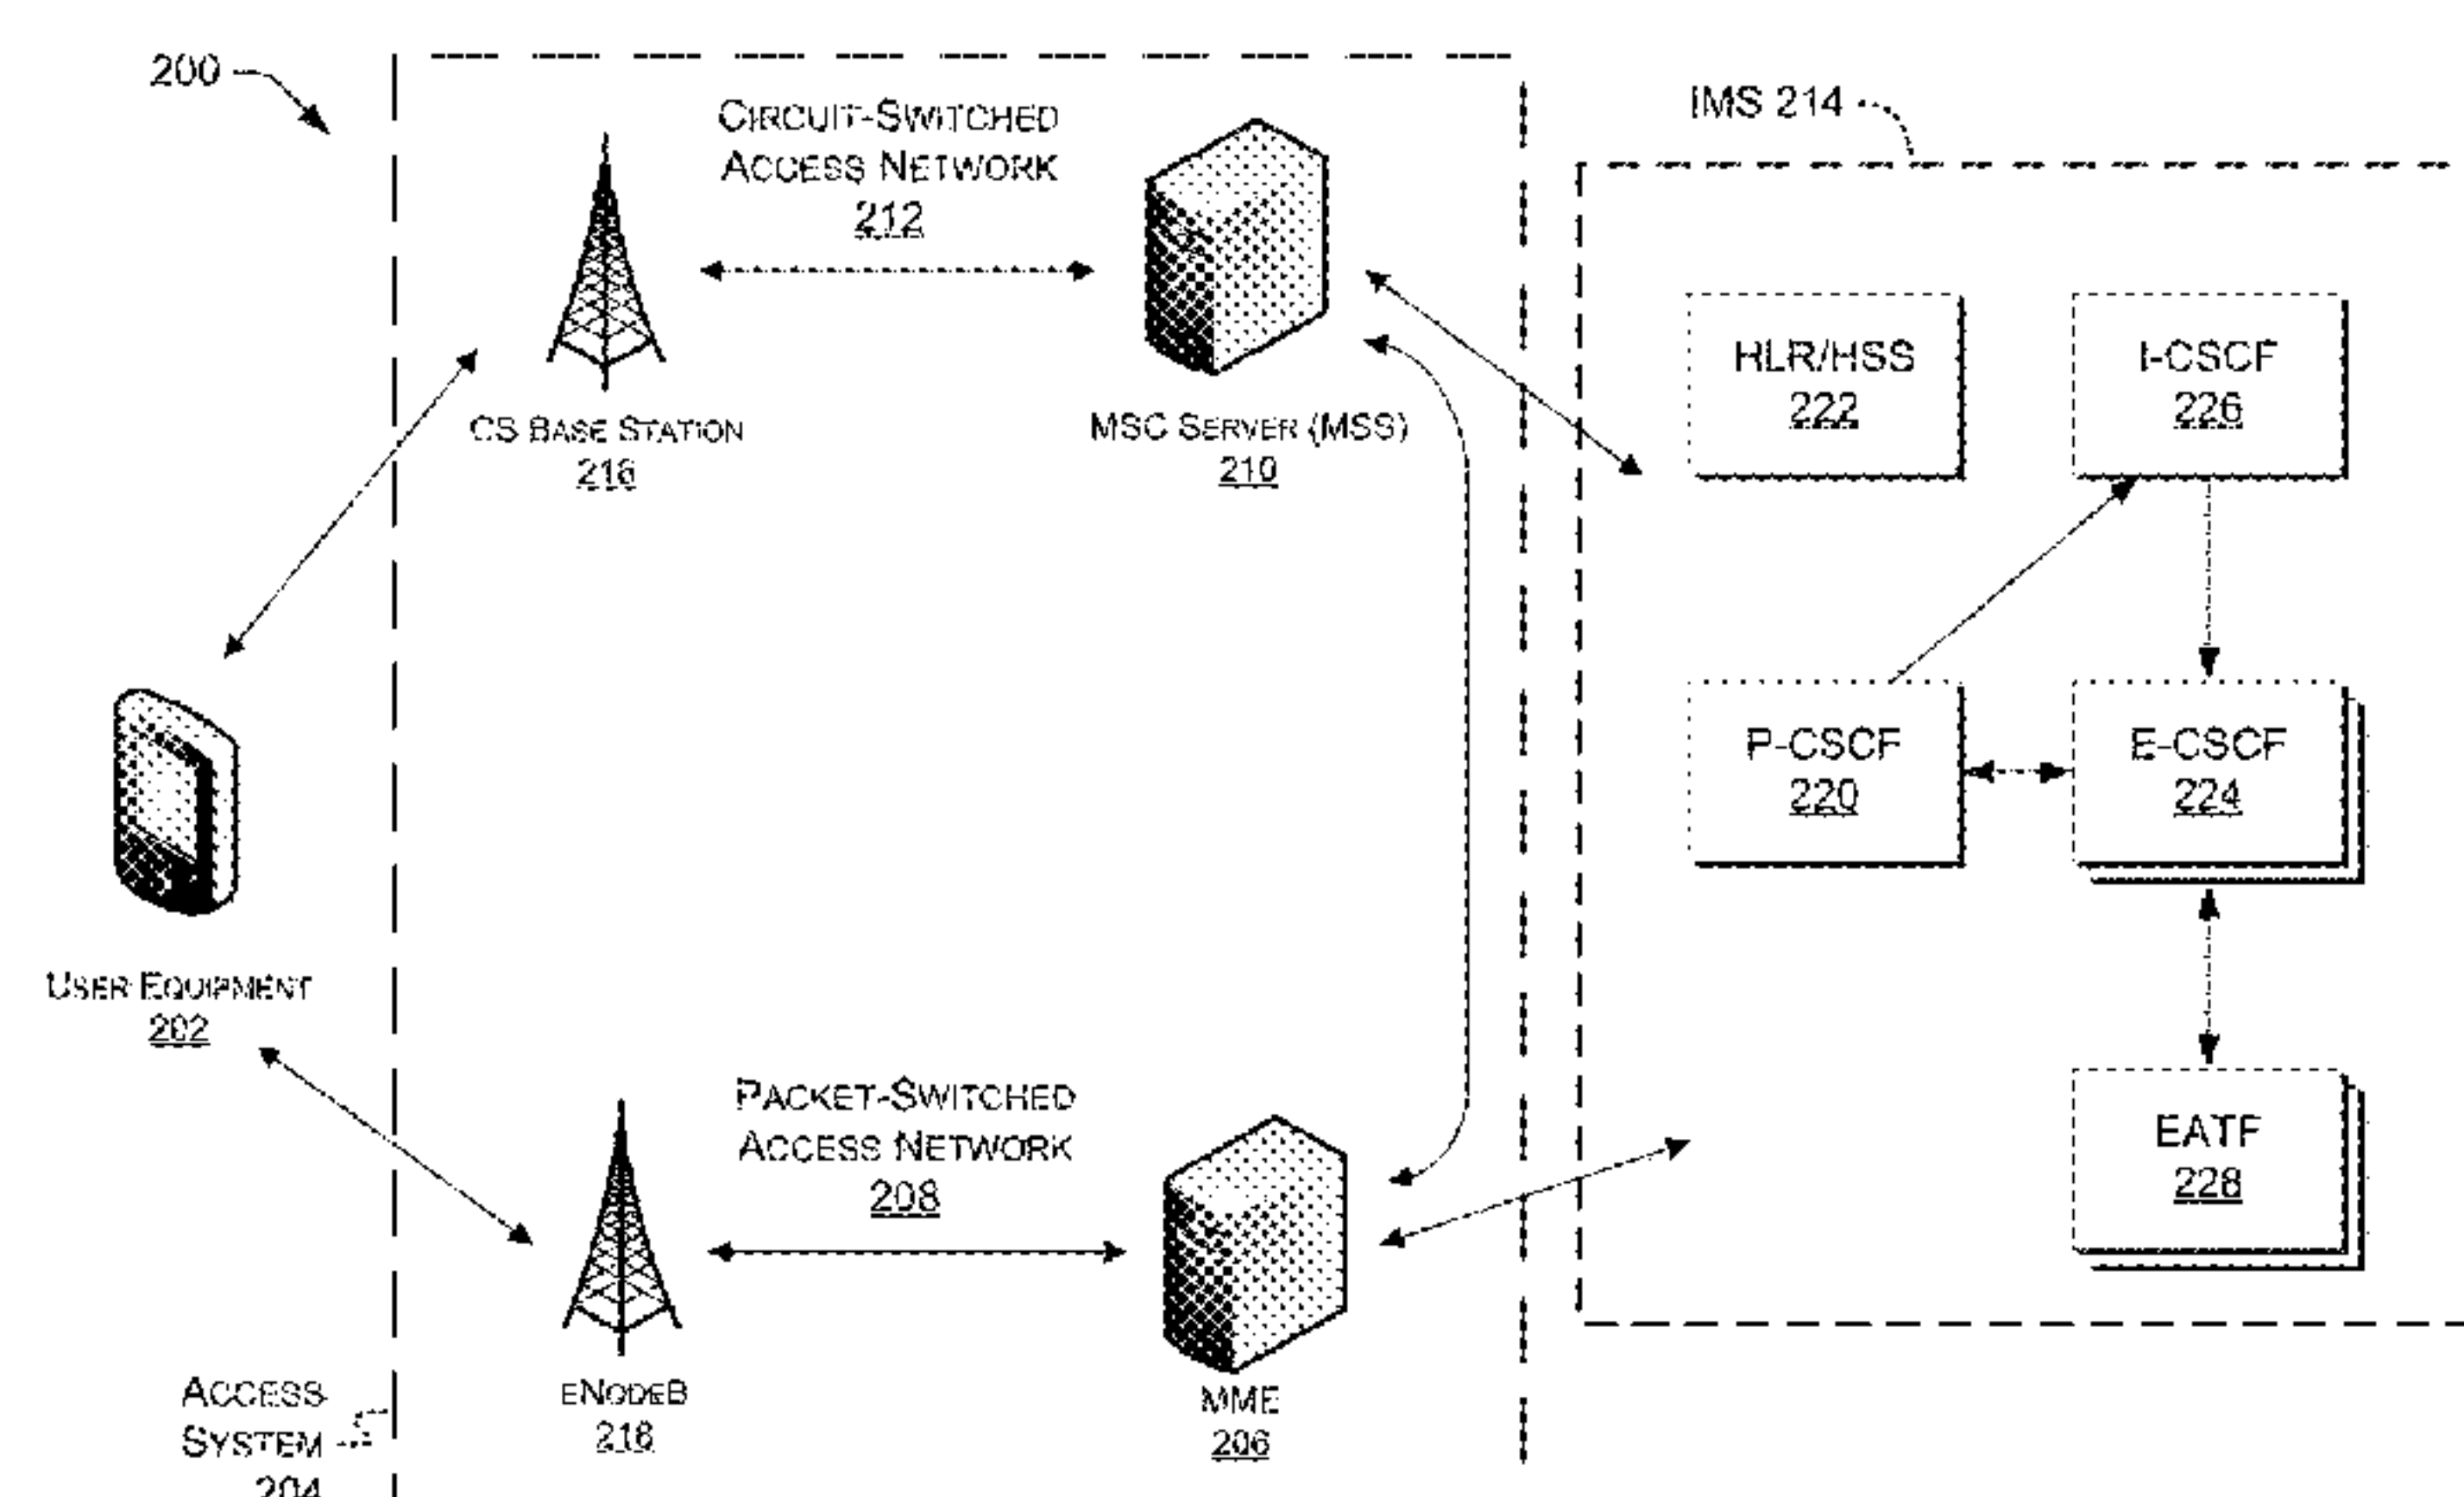 200
CIRCUIT-SWITCHED
ACCESS NETWORK
212
IMS 214
CS BASE STATION
216
MSC SERVER (MSS)
210
HLR/HSS
222
I-CSCF
226
P-CSCF
220
E-CSCF
224
USER EQUIPMENT
202
PACKET-SWITCHED
ACCESS NETWORK
208
EATF
228
ENODEB
218
MME
206
ACCESS
SYSTEM
204